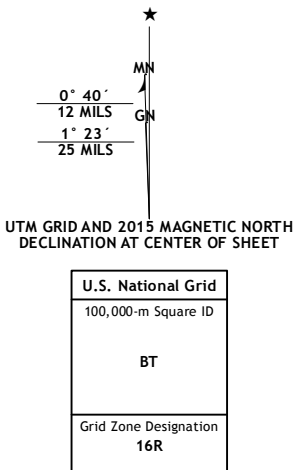 MN
0° 40´
12 MILS
GN
1° 23´
25 MILS
UTM GRID AND 2015 MAGNETIC NORTH
DECLINATION AT CENTER OF SHEET
U.S. National Grid
100,000-m Square ID
BT
Grid Zone Designation
16R